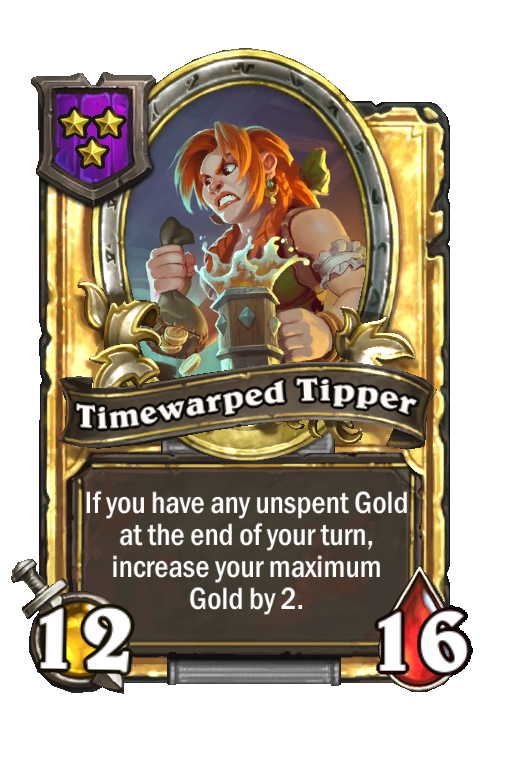 Timewarped Tipper
If you have any unspent Gold
at the end of your turn,
increase your maximum
Gold by 2.
12
16